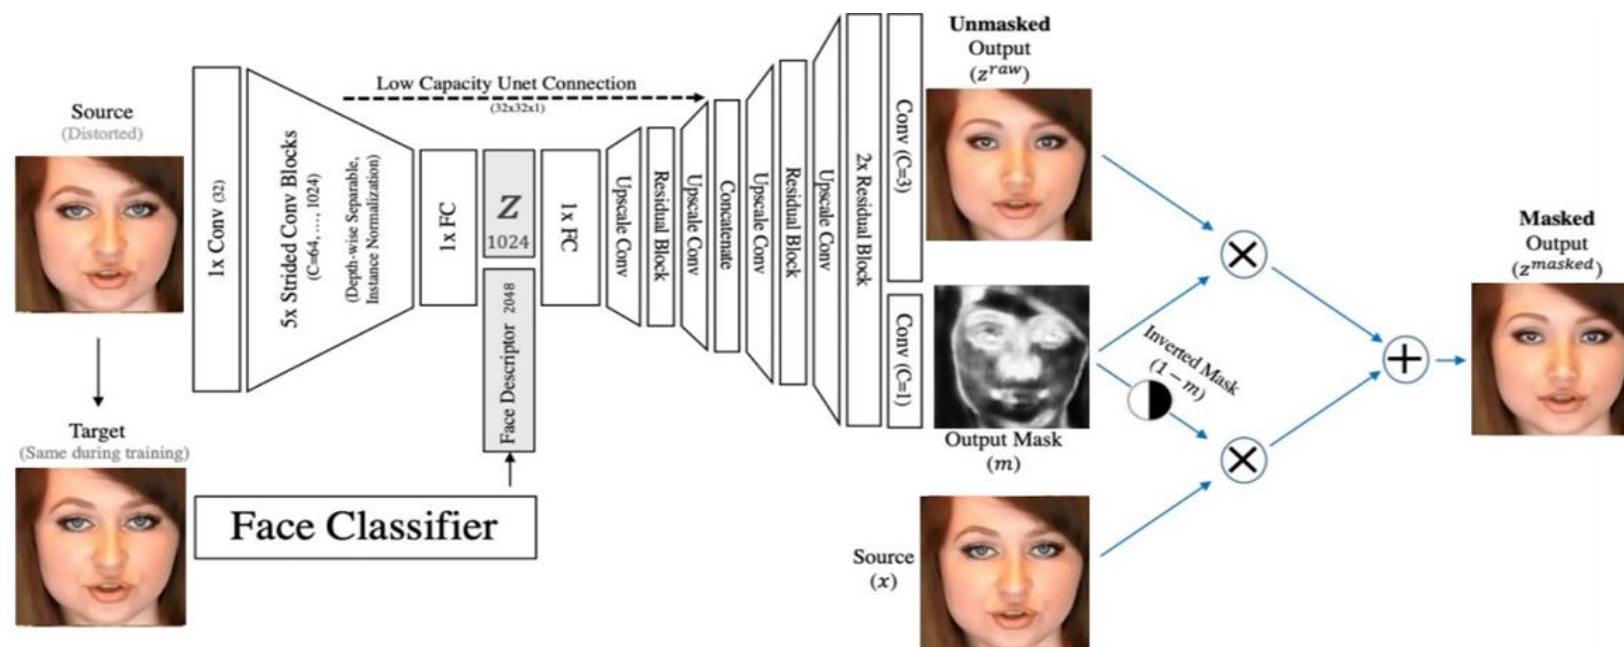 Source
(Distorted)
Target
(Same during training)
1x Conv (32)
5x Strided Conv Blocks
(C=64, …, 1024)
(Depth-wise Separable,
Instance Normalization)
Low Capacity Unet Connection
(32x32x1)
1x FC
Z
1024
Face Descriptor 2048
Face Classifier
1x FC
Upscale Conv
Residual Block
Upscale Conv
Concatenate
Upscale Conv
Residual Block
Upscale Conv
2x Residual Block
Conv (C=3)
Conv (C=1)
Unmasked
Output
(z^raw)
Output Mask
(m)
Source
(x)
Inverted Mask
(1 − m)
×
×
+
Masked
Output
(z^masked)